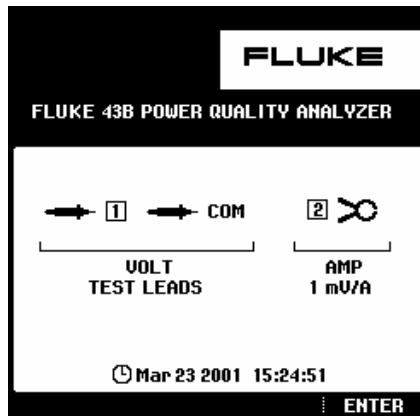 FLUKE
FLUKE 43B POWER QUALITY ANALYZER
1 COM 2
VOLT AMP
TEST LEADS 1 mV/A
Mar 23 2001 15:24:51
ENTER